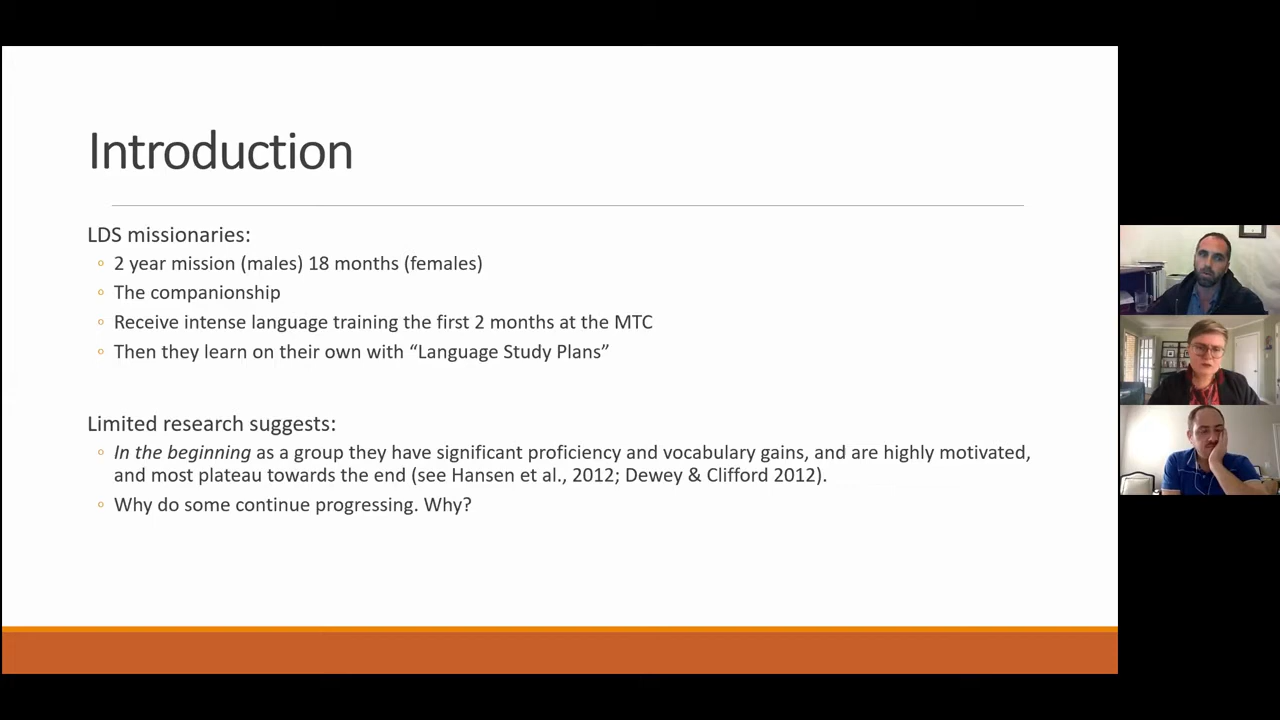 Introduction
LDS missionaries:
2 year mission (males) 18 months (females)
The companionship
Receive intense language training the first 2 months at the MTC
Then they learn on their own with “Language Study Plans”
Limited research suggests:
In the beginning as a group they have significant proficiency and vocabulary gains, and are highly motivated,
and most plateau towards the end (see Hansen et al., 2012; Dewey & Clifford 2012).
Why do some continue progressing. Why?